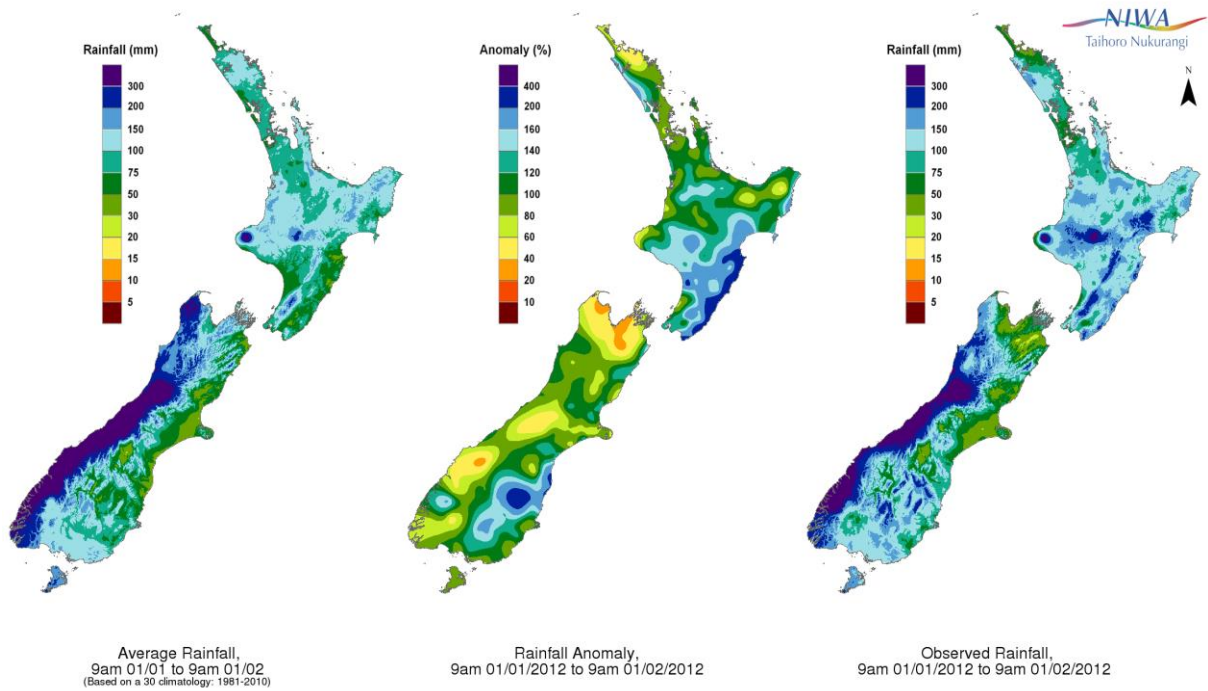 NIWA
Taihoro Nukurangi
N
Rainfall (mm)
300
200
150
100
75
50
30
20
15
10
5
Anomaly (%)
400
200
160
140
120
100
80
60
40
20
10
Rainfall (mm)
300
200
150
100
75
50
30
20
15
10
5
Average Rainfall,
9am 01/01 to 9am 01/02
(Based on a 30 climatology: 1981-2010)
Rainfall Anomaly,
9am 01/01/2012 to 9am 01/02/2012
Observed Rainfall,
9am 01/01/2012 to 9am 01/02/2012